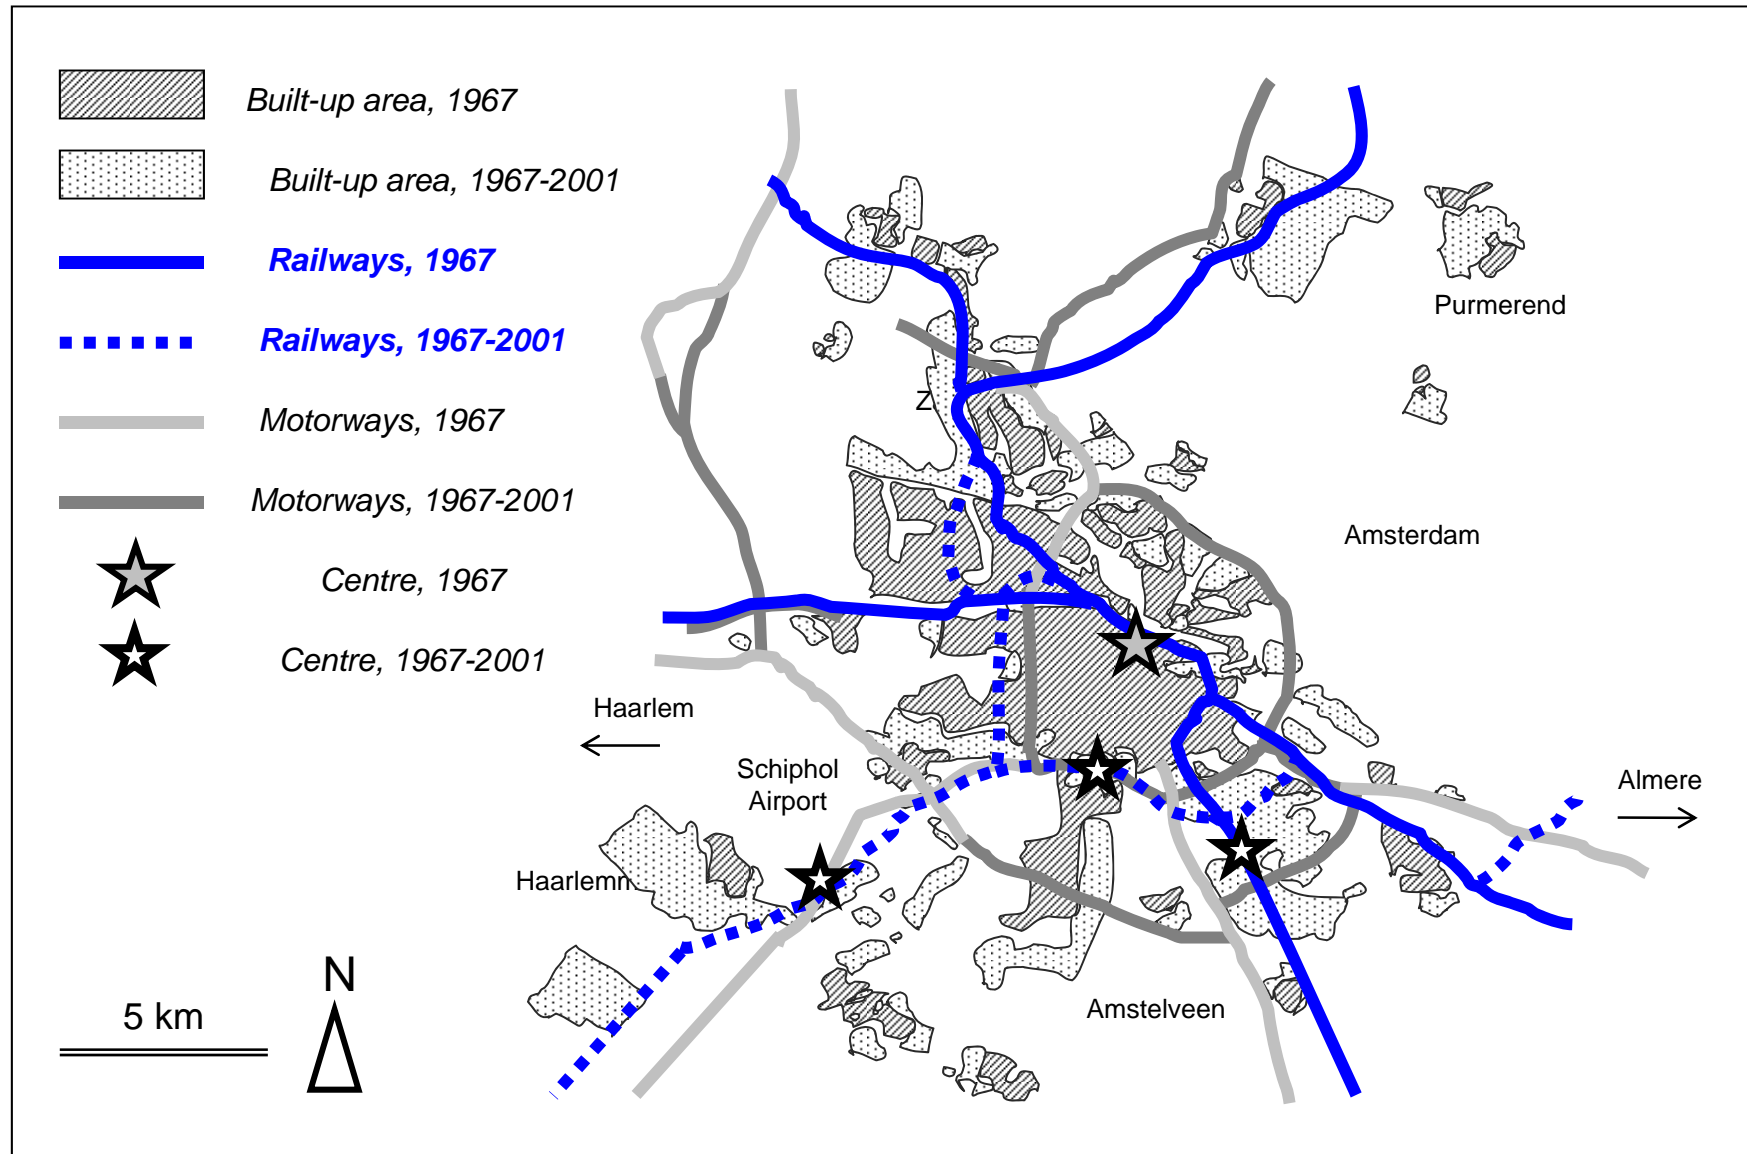 Built-up area, 1967
Built-up area, 1967-2001
Railways, 1967
Railways, 1967-2001
Motorways, 1967
Motorways, 1967-2001
Centre, 1967
Centre, 1967-2001
Purmerend
Z
Amsterdam
Haarlem
Schiphol
Airport
Almere
Haarlemm
N
5 km
Amstelveen